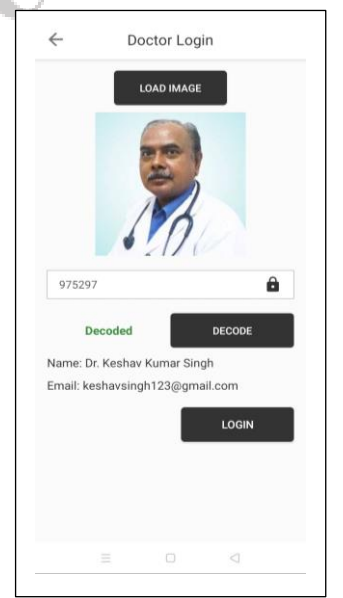 Doctor Login
LOAD IMAGE
975297
Decoded
DECODE
Name: Dr. Keshav Kumar Singh
Email: keshavsingh123@gmail.com
LOGIN